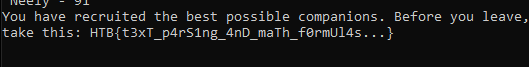 Neely - 91
You have recruited the best possible companions. Before you leave,
take this: HTB{t3xT_p4rS1ng_4nD_maTh_f0rmUl4s...}